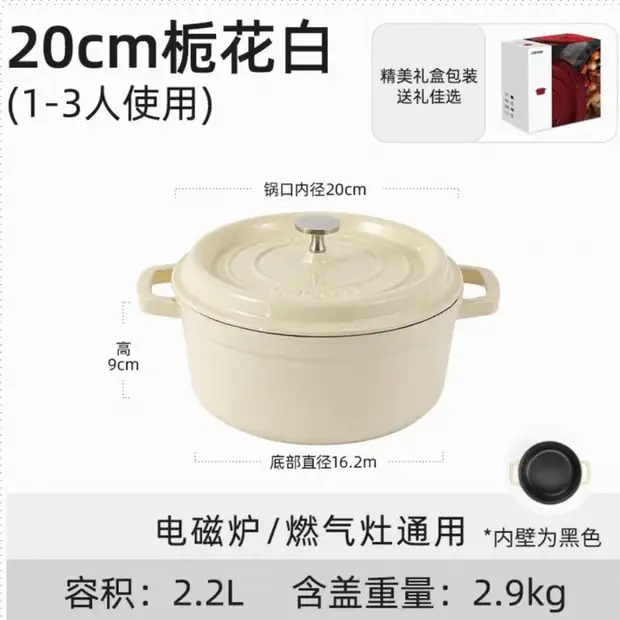 20cm栀花白
(1-3人使用)
精美礼盒包装
送礼佳选
锅口内径20cm
高
9cm
底部直径16.2m
电磁炉/燃气灶通用
*内壁为黑色
容积：2.2L 含盖重量：2.9kg